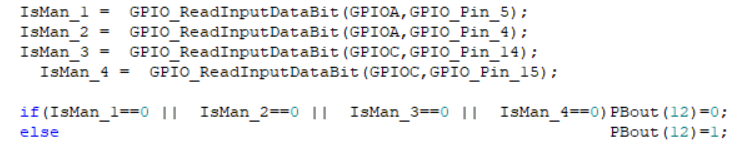 IsMan_1 =  GPIO_ReadInputDataBit(GPIOA,GPIO_Pin_5);
IsMan_2 =  GPIO_ReadInputDataBit(GPIOA,GPIO_Pin_4);
IsMan_3 =  GPIO_ReadInputDataBit(GPIOC,GPIO_Pin_14);
IsMan_4 =  GPIO_ReadInputDataBit(GPIOC,GPIO_Pin_15);
if(IsMan_1==0 ||  IsMan_2==0 ||  IsMan_3==0 ||  IsMan_4==0)PBout(12)=0;
else PBout(12)=1;